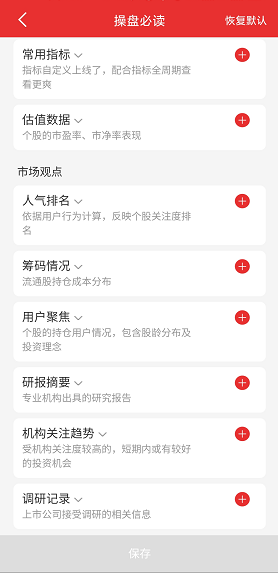 操盘必读
恢复默认
常用指标
指标自定义上线了，配合指标全周期查
看更爽
估值数据
个股的市盈率、市净率表现
市场观点
人气排名
依据用户行为计算，反映个股关注度排
名
筹码情况
流通股持仓成本分布
用户聚焦
个股的持仓用户情况，包含股龄分布及
投资理念
研报摘要
专业机构出具的研究报告
机构关注趋势
受机构关注度较高的，短期内或有较好
的投资机会
调研记录
上市公司接受调研的相关信息
保存